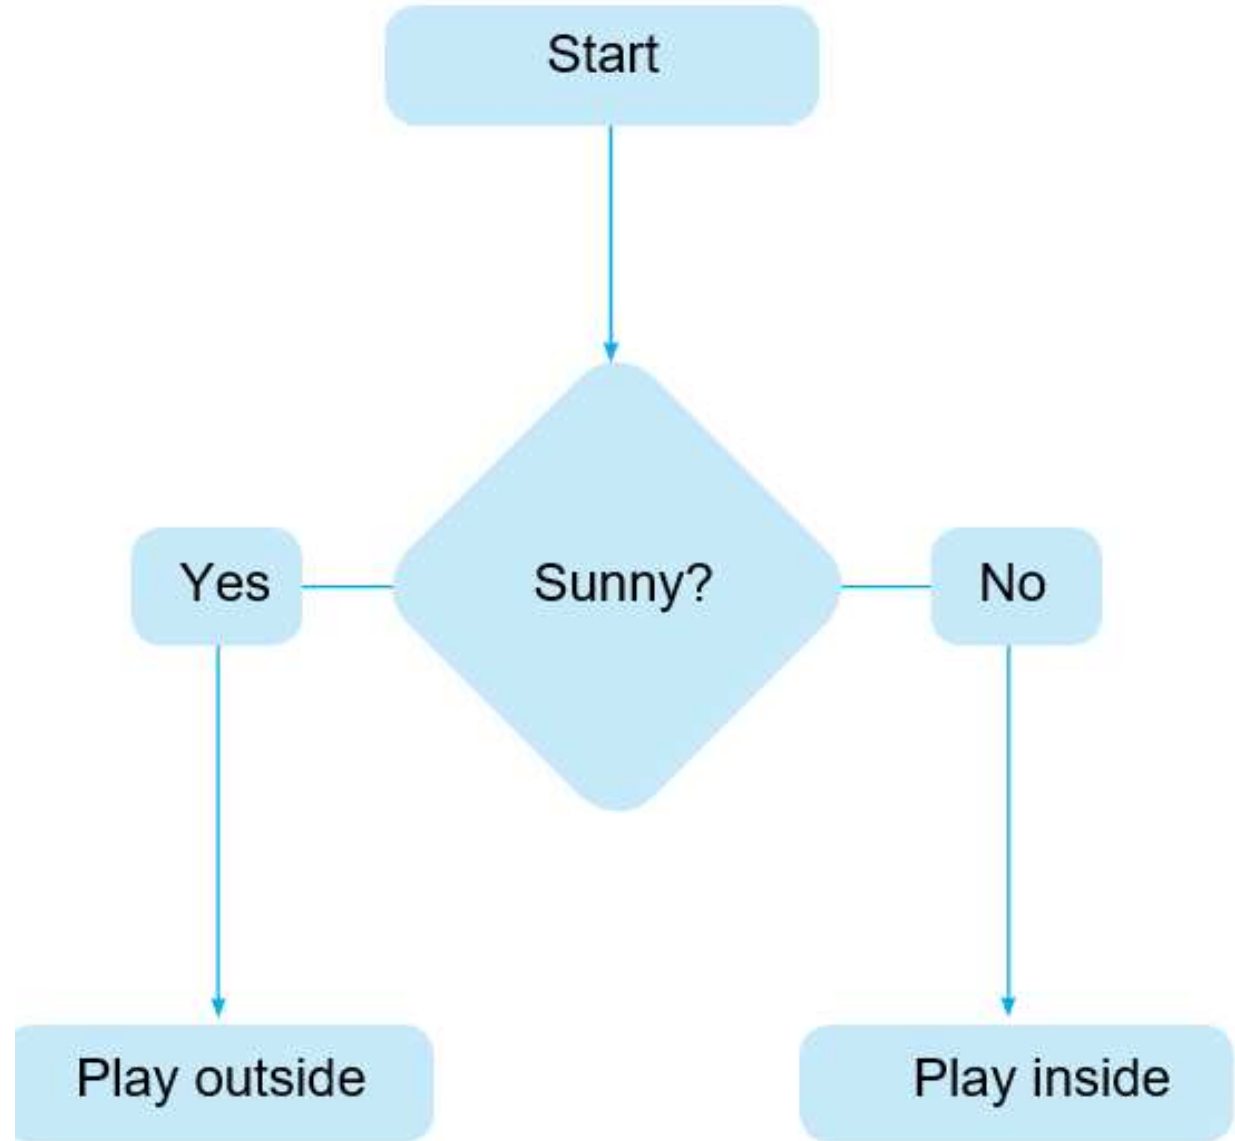 Start
Sunny?
Yes
No
Play outside
Play inside